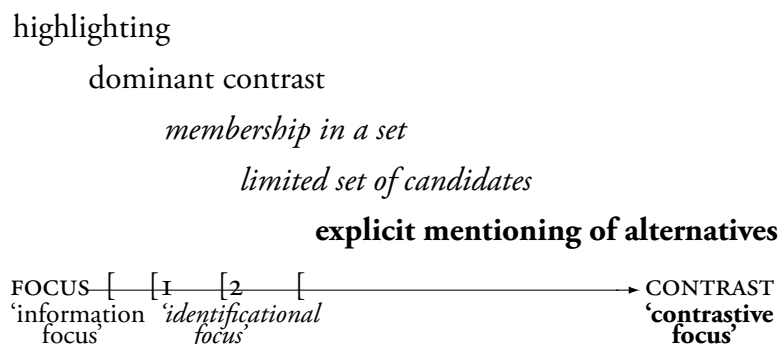 highlighting
dominant contrast
membership in a set
limited set of candidates
explicit mentioning of alternatives
FOCUS [ [1 [2 [ CONTRAST
‘information ‘identificational ‘contrastive
focus’ focus’ focus’